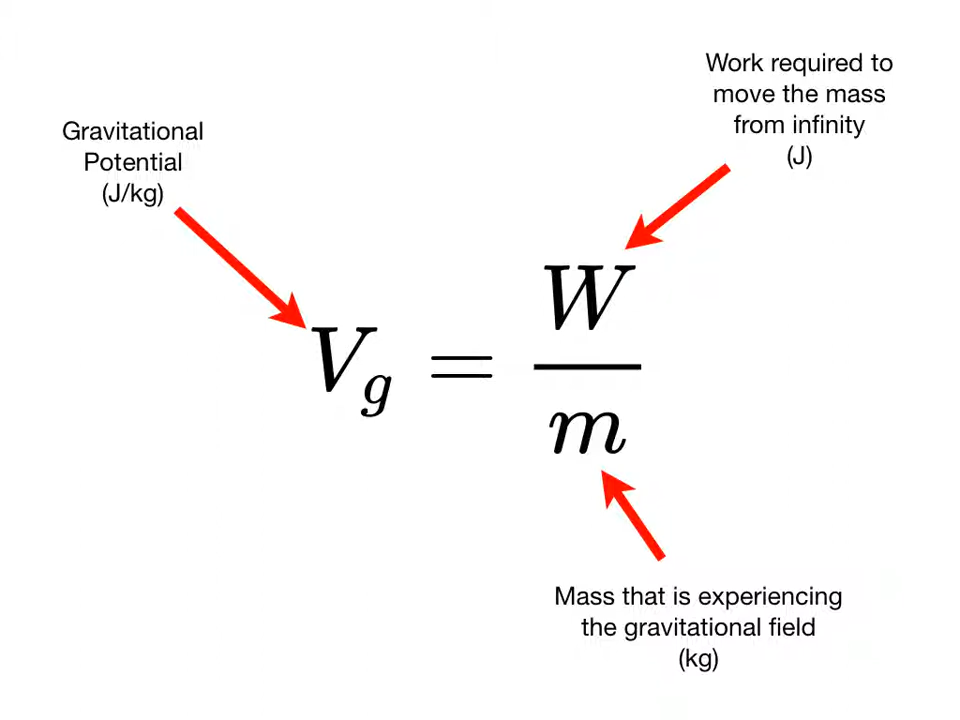 Work required to
move the mass
from infinity
(J)
Gravitational
Potential
(J/kg)
V_g = W/m
Mass that is experiencing
the gravitational field
(kg)